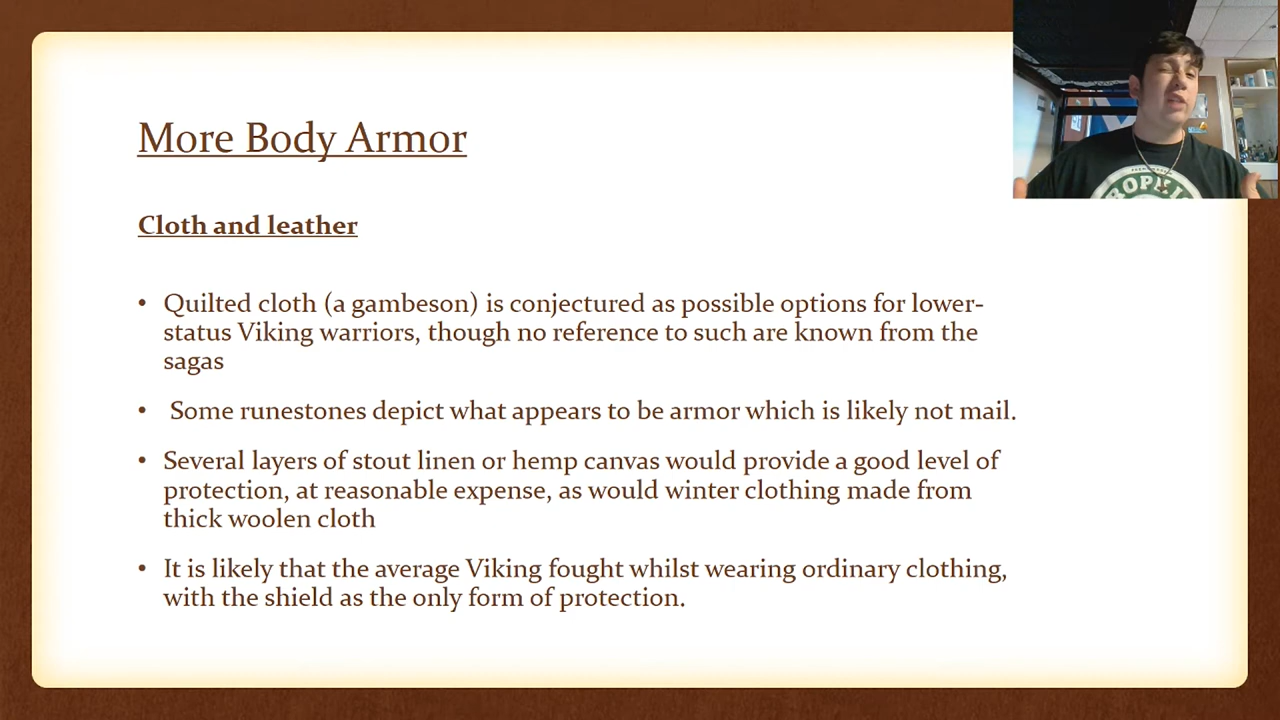 More Body Armor
Cloth and leather
• Quilted cloth (a gambeson) is conjectured as possible options for lower-
status Viking warriors, though no reference to such are known from the
sagas
• Some runestones depict what appears to be armor which is likely not mail.
• Several layers of stout linen or hemp canvas would provide a good level of
protection, at reasonable expense, as would winter clothing made from
thick woolen cloth
• It is likely that the average Viking fought whilst wearing ordinary clothing,
with the shield as the only form of protection.